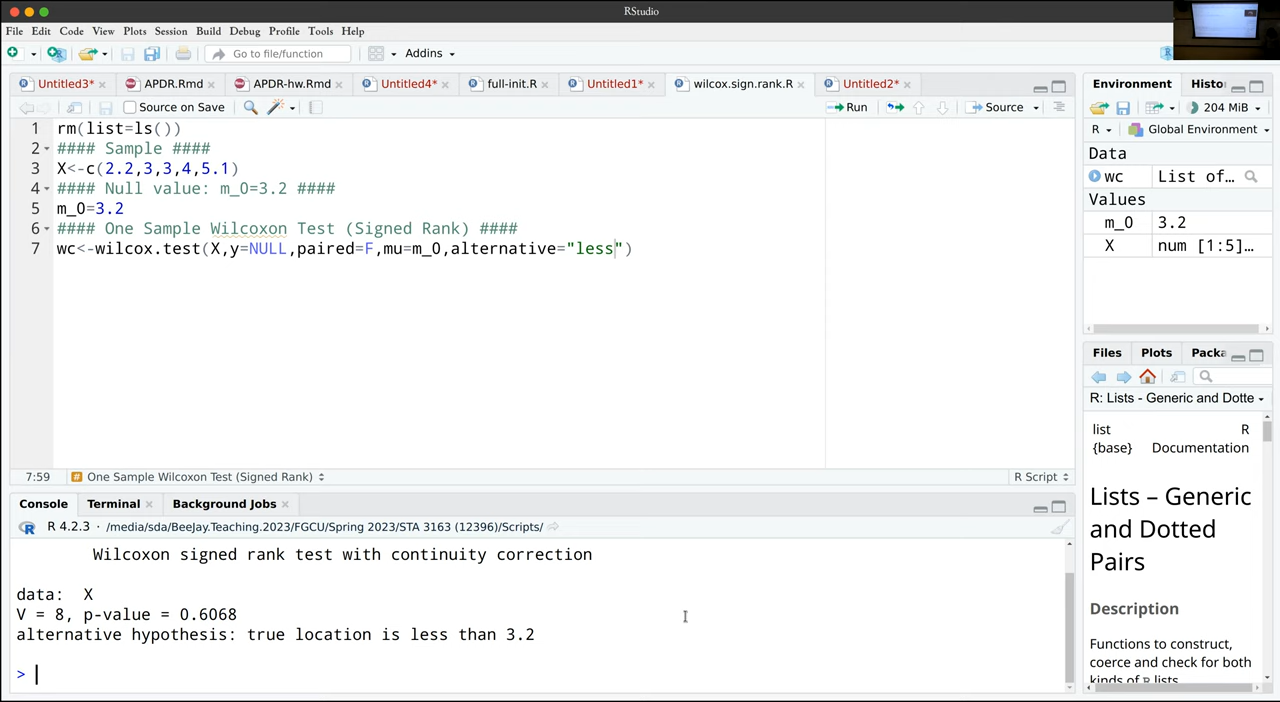 RStudio
File Edit Code View Plots Session Build Debug Profile Tools Help
Go to file/function Addins
Untitled3* APDR.Rmd APDR-hw.Rmd Untitled4* full-init.R Untitled1* wilcox.sign.rank.R Untitled2*
Source on Save Run Source
1 rm(list=ls())
2 #### Sample ####
3 X<-c(2.2,3,3,4,5.1)
4 #### Null value: m_0=3.2 ####
5 m_0=3.2
6 #### One Sample Wilcoxon Test (Signed Rank) ####
7 wc<-wilcox.test(X,y=NULL,paired=F,mu=m_0,alternative="less")
7:59 # One Sample Wilcoxon Test (Signed Rank) R Script
Console Terminal Background Jobs
R 4.2.3 · /media/sda/BeeJay.Teaching.2023/FGCU/Spring 2023/STA 3163 (12396)/Scripts/
Wilcoxon signed rank test with continuity correction
data: X
V = 8, p-value = 0.6068
alternative hypothesis: true location is less than 3.2
>
Environment Histo
204 MiB
R Global Environment
Data
wc List of…
Values
m_0 3.2
X num [1:5]…
Files Plots Packa
R: Lists - Generic and Dotte
list R
{base} Documentation
Lists – Generic
and Dotted
Pairs
Description
Functions to construct,
coerce and check for both
kinds of R lists